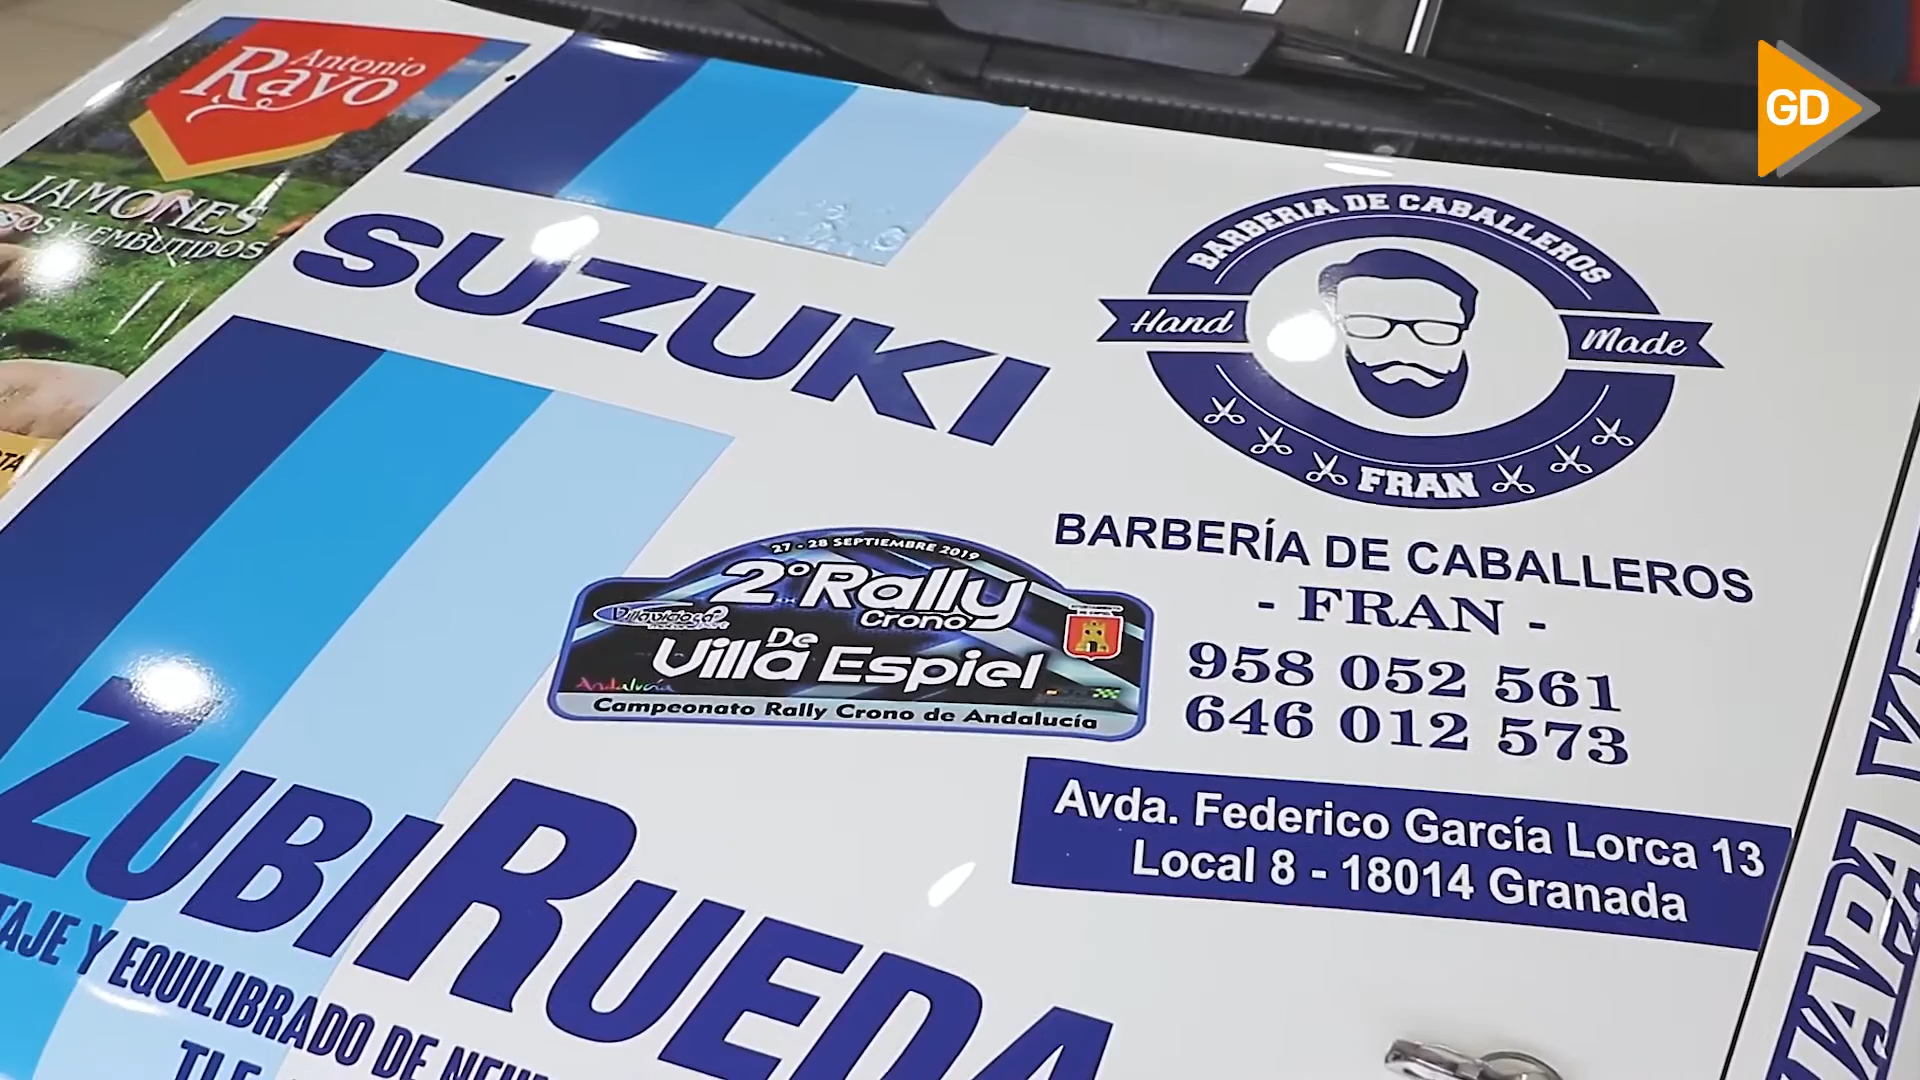 GD
Antonio
Rayo
JAMONES
Y EMBUTIDOS
SUZUKI
BARBERIA DE CABALLEROS
Hand Made
FRAN
BARBERÍA DE CABALLEROS
- FRAN -
958 052 561
646 012 573
Avda. Federico García Lorca 13
Local 8 - 18014 Granada
27 - 28 SEPTIEMBRE 2019
2º Rally
Crono
De
Villa Espiel
Andalucía
Campeonato Rally Crono de Andalucía
ZUBIRUEDA
Y EQUILIBRADO DE